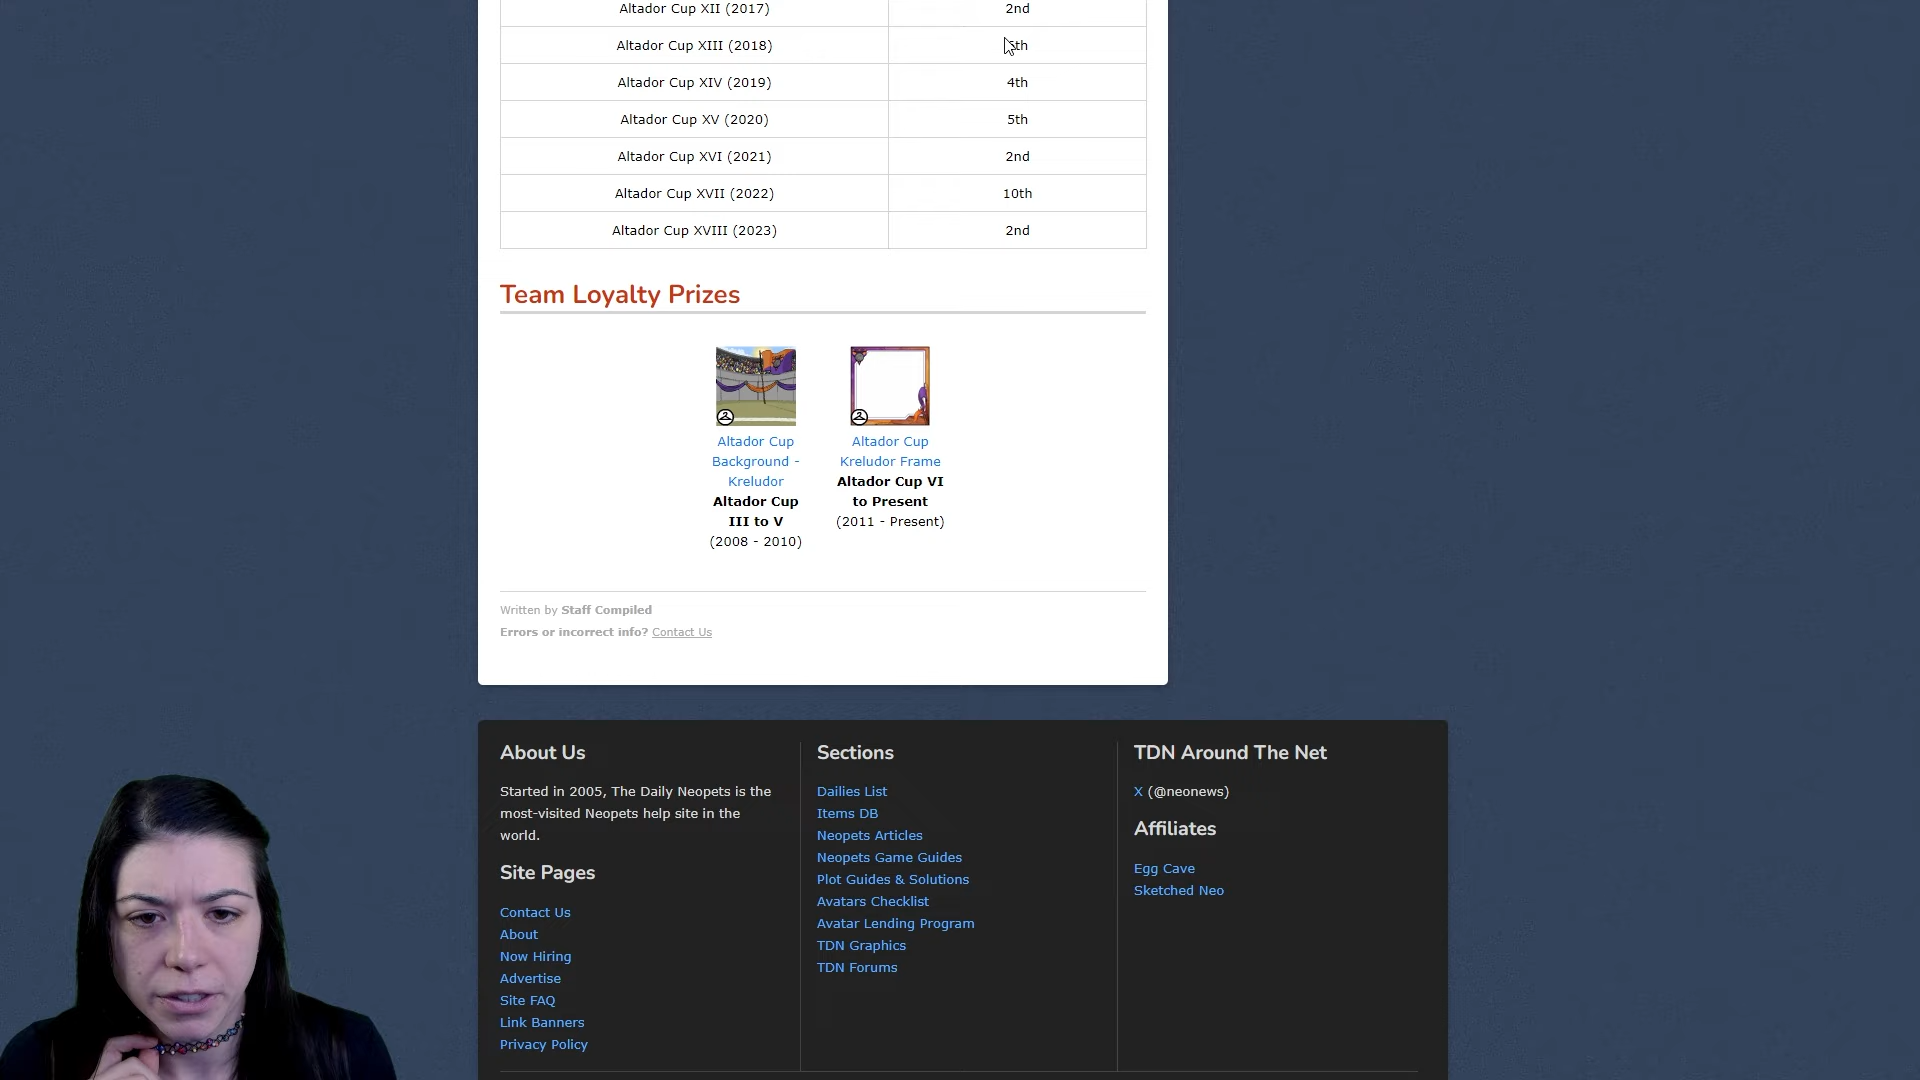 Altador Cup XII (2017) 2nd
Altador Cup XIII (2018) 5th
Altador Cup XIV (2019) 4th
Altador Cup XV (2020) 5th
Altador Cup XVI (2021) 2nd
Altador Cup XVII (2022) 10th
Altador Cup XVIII (2023) 2nd
Team Loyalty Prizes
Altador Cup
Background -
Kreludor
Altador Cup
III to V
(2008 - 2010)
Altador Cup
Kreludor Frame
Altador Cup VI
to Present
(2011 - Present)
Written by Staff Compiled
Errors or incorrect info? Contact Us
About Us
Started in 2005, The Daily Neopets is the
most-visited Neopets help site in the
world.
Site Pages
Contact Us
About
Now Hiring
Advertise
Site FAQ
Link Banners
Privacy Policy
Sections
Dailies List
Items DB
Neopets Articles
Neopets Game Guides
Plot Guides & Solutions
Avatars Checklist
Avatar Lending Program
TDN Graphics
TDN Forums
TDN Around The Net
X (@neonews)
Affiliates
Egg Cave
Sketched Neo